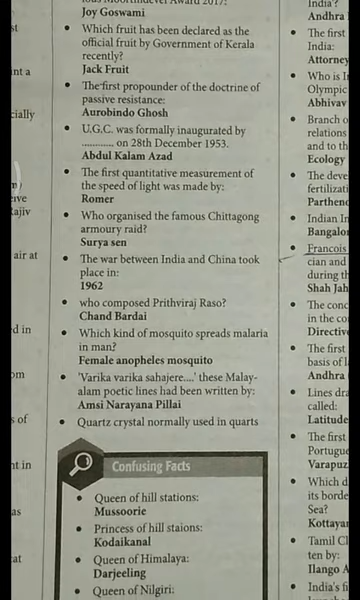 ious Moortnidevi Award 2017:
Joy Goswami
• Which fruit has been declared as the
official fruit by Government of Kerala
recently?
Jack Fruit
• The first propounder of the doctrine of
passive resistance:
Aurobindo Ghosh
• U.G.C. was formally inaugurated by
............ on 28th December 1953.
Abdul Kalam Azad
• The first quantitative measurement of
the speed of light was made by:
Romer
• Who organised the famous Chittagong
armoury raid?
Surya sen
• The war between India and China took
place in:
1962
• who composed Prithviraj Raso?
Chand Bardai
• Which kind of mosquito spreads malaria
in man?
Female anopheles mosquito
• 'Varika varika sahajere....' these Malay-
alam poetic lines had been written by:
Amsi Narayana Pillai
• Quartz crystal normally used in quarts
Confusing Facts
• Queen of hill stations:
Mussoorie
• Princess of hill staions:
Kodaikanal
• Queen of Himalaya:
Darjeeling
• Queen of Nilgiri:
India?
Andhra
• The first
India:
Attorney
• Who is I
Olympic
Abhivav
• Branch o
relations
and to th
Ecology
• The deve
fertilizati
Parthenc
• Indian In
Bangalor
• Francois
cian and
during th
Shah Jah
• The conc
in the co
Directive
• The first
basis of l
Andhra
• Lines dra
called:
Latitude
• The first
Portugue
Varapuz
• Which d
its borde
Sea?
Kottayar
• Tamil Cl
ten by:
Ilango A
• India's fi